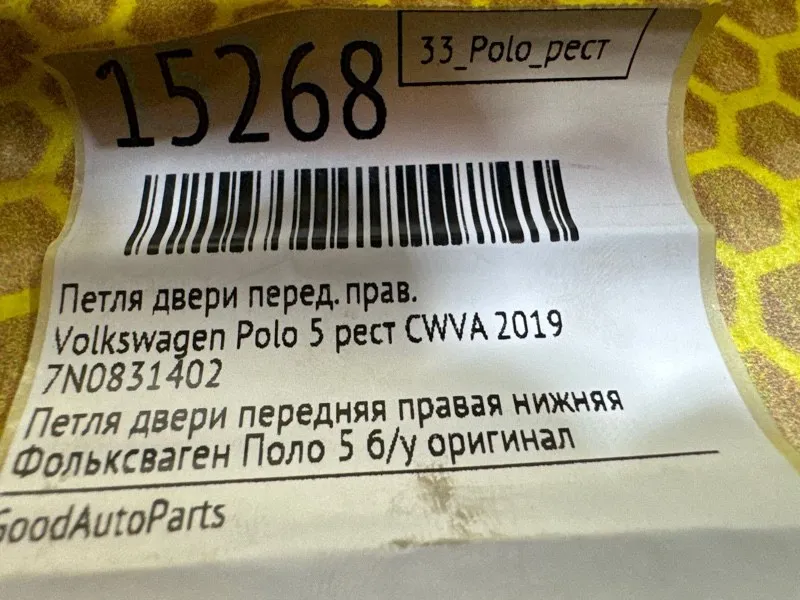 15268
33_Polo_рест
Петля двери перед. прав.
Volkswagen Polo 5 рест CWVA 2019
7N0831402
Петля двери передняя правая нижняя
Фольксваген Поло 5 б/у оригинал
GoodAutoParts